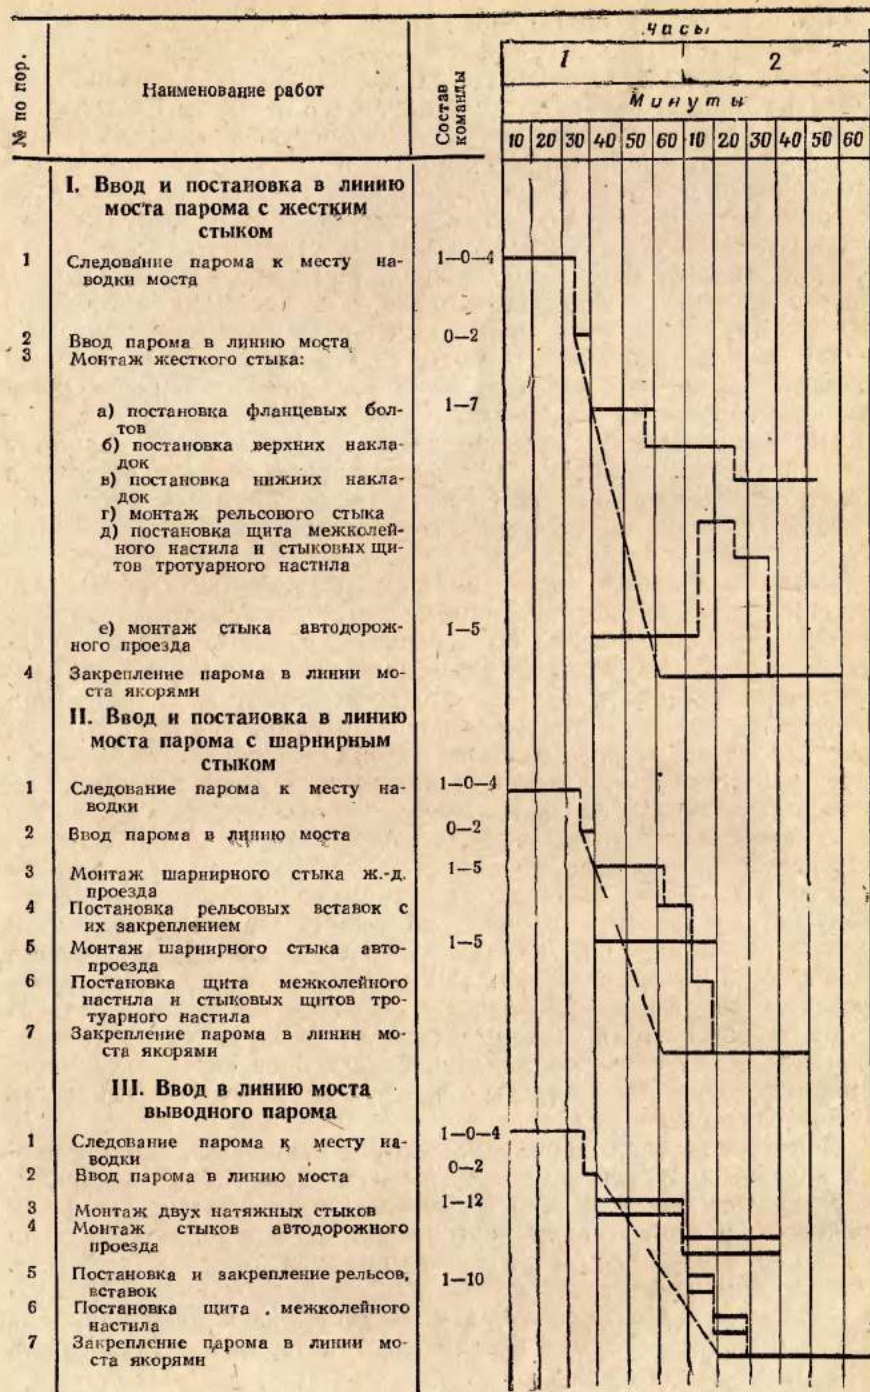 № по пор.
Наименование работ
Состав
команды
Часы
1
2
Минуты
10 20 30 40 50 60 10 20 30 40 50 60
I. Ввод и постановка в линию
моста парома с жестким
стыком
1 Следование парома к месту на-
водки моста
1—0—4
2 Ввод парома в линию моста
0—2
3 Монтаж жесткого стыка:
а) постановка фланцевых бол-
тов
1—7
б) постановка верхних накла-
док
в) постановка нижних накла-
док
г) монтаж рельсового стыка
д) постановка щита межколей-
ного настила и стыковых щи-
тов тротуарного настила
е) монтаж стыка автодорож-
ного проезда
1—5
4 Закрепление парома в линии мо-
ста якорями
II. Ввод и постановка в линию
моста парома с шарнирным
стыком
1 Следование парома к месту на-
водки
1—0—4
2 Ввод парома в линию моста
0—2
3 Монтаж шарнирного стыка ж.-д.
проезда
1—5
4 Постановка рельсовых вставок с
их закреплением
5 Монтаж шарнирного стыка авто-
проезда
1—5
6 Постановка щита межколейного
настила и стыковых щитов тро-
туарного настила
7 Закрепление парома в линии мо-
ста якорями
III. Ввод в линию моста
выводного парома
1 Следование парома к месту на-
водки
1—0—4
2 Ввод парома в линию моста
0—2
3 Монтаж двух натяжных стыков
1—12
4 Монтаж стыков автодорожного
проезда
5 Постановка и закрепление рельсов.
вставок
1—10
6 Постановка щита межколейного
настила
7 Закрепление парома в линии мо-
ста якорями